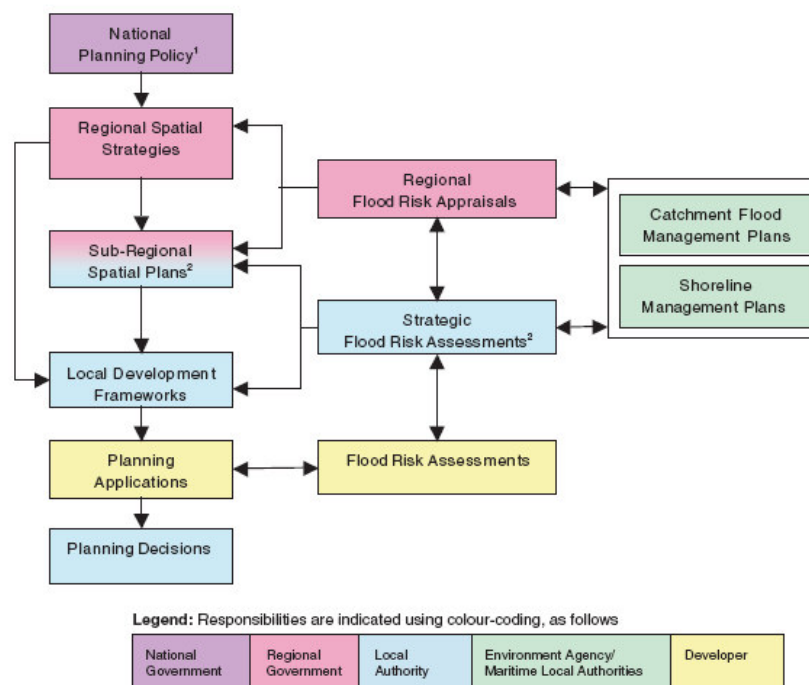 National
Planning Policy¹
Regional Spatial
Strategies
Regional
Flood Risk Appraisals
Catchment Flood
Management Plans
Sub-Regional
Spatial Plans²
Shoreline
Management Plans
Strategic
Flood Risk Assessments²
Local Development
Frameworks
Planning
Applications
Flood Risk Assessments
Planning Decisions
Legend: Responsibilities are indicated using colour-coding, as follows
National
Government
Regional
Government
Local
Authority
Environment Agency/
Maritime Local Authorities
Developer